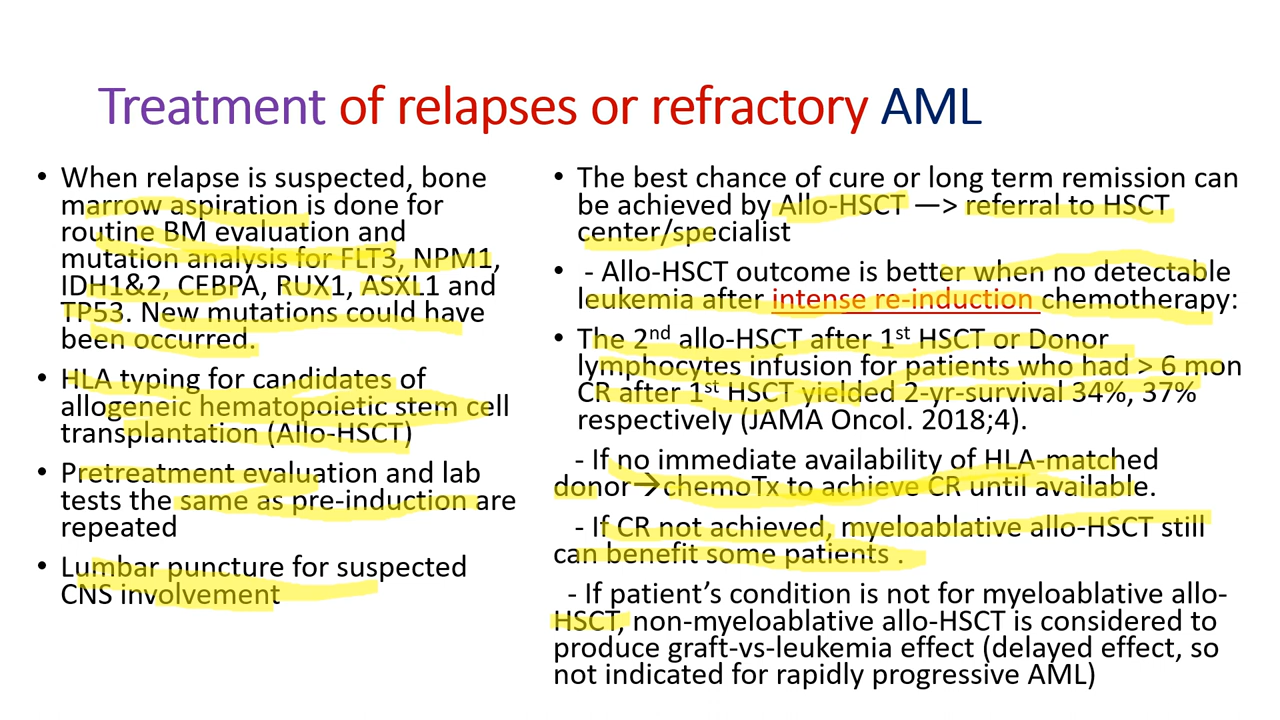 Treatment of relapses or refractory AML
• When relapse is suspected, bone
marrow aspiration is done for
routine BM evaluation and
mutation analysis for FLT3, NPM1,
IDH1&2, CEBPA, RUX1, ASXL1 and
TP53. New mutations could have
been occurred.
• HLA typing for candidates of
allogeneic hematopoietic stem cell
transplantation (Allo-HSCT)
• Pretreatment evaluation and lab
tests the same as pre-induction are
repeated
• Lumbar puncture for suspected
CNS involvement
• The best chance of cure or long term remission can
be achieved by Allo-HSCT —> referral to HSCT
center/specialist
• - Allo-HSCT outcome is better when no detectable
leukemia after intense re-induction chemotherapy:
• The 2nd allo-HSCT after 1st HSCT or Donor
lymphocytes infusion for patients who had > 6 mon
CR after 1st HSCT yielded 2-yr-survival 34%, 37%
respectively (JAMA Oncol. 2018;4).
- If no immediate availability of HLA-matched
donor→chemoTx to achieve CR until available.
- If CR not achieved, myeloablative allo-HSCT still
can benefit some patients .
- If patient's condition is not for myeloablative allo-
HSCT, non-myeloablative allo-HSCT is considered to
produce graft-vs-leukemia effect (delayed effect, so
not indicated for rapidly progressive AML)